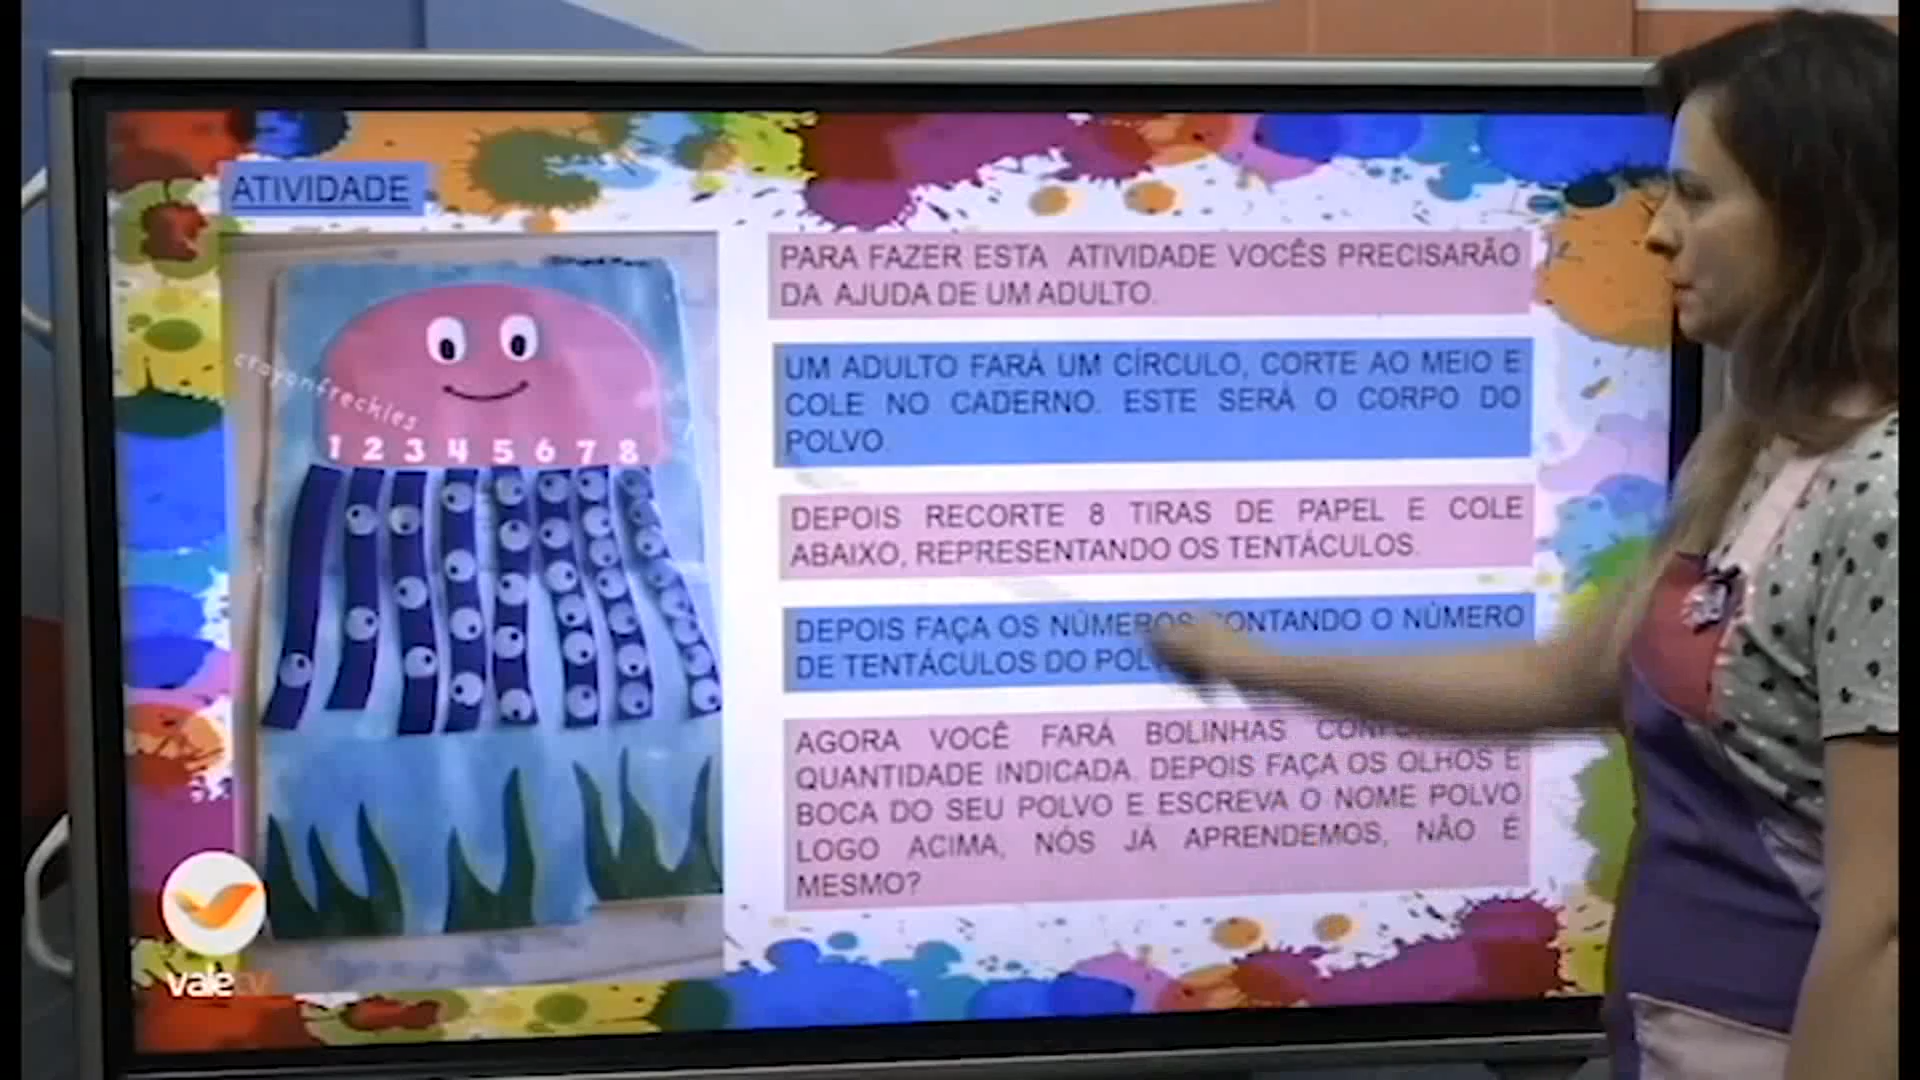 ATIVIDADE
crayonfreckles
1 2 3 4 5 6 7 8
PARA FAZER ESTA ATIVIDADE VOCÊS PRECISARÃO
DA AJUDA DE UM ADULTO.
UM ADULTO FARÁ UM CÍRCULO, CORTE AO MEIO E
COLE NO CADERNO. ESTE SERÁ O CORPO DO
POLVO.
DEPOIS RECORTE 8 TIRAS DE PAPEL E COLE
ABAIXO, REPRESENTANDO OS TENTÁCULOS.
DEPOIS FAÇA OS NÚMEROS CONTANDO O NÚMERO
DE TENTÁCULOS DO
AGORA VOCÊ FARÁ BOLINHAS
QUANTIDADE INDICADA. DEPOIS FAÇA OS OLHOS E
BOCA DO SEU POLVO E ESCREVA O NOME POLVO
LOGO ACIMA, NÓS JÁ APRENDEMOS, NÃO É
MESMO?
valetv